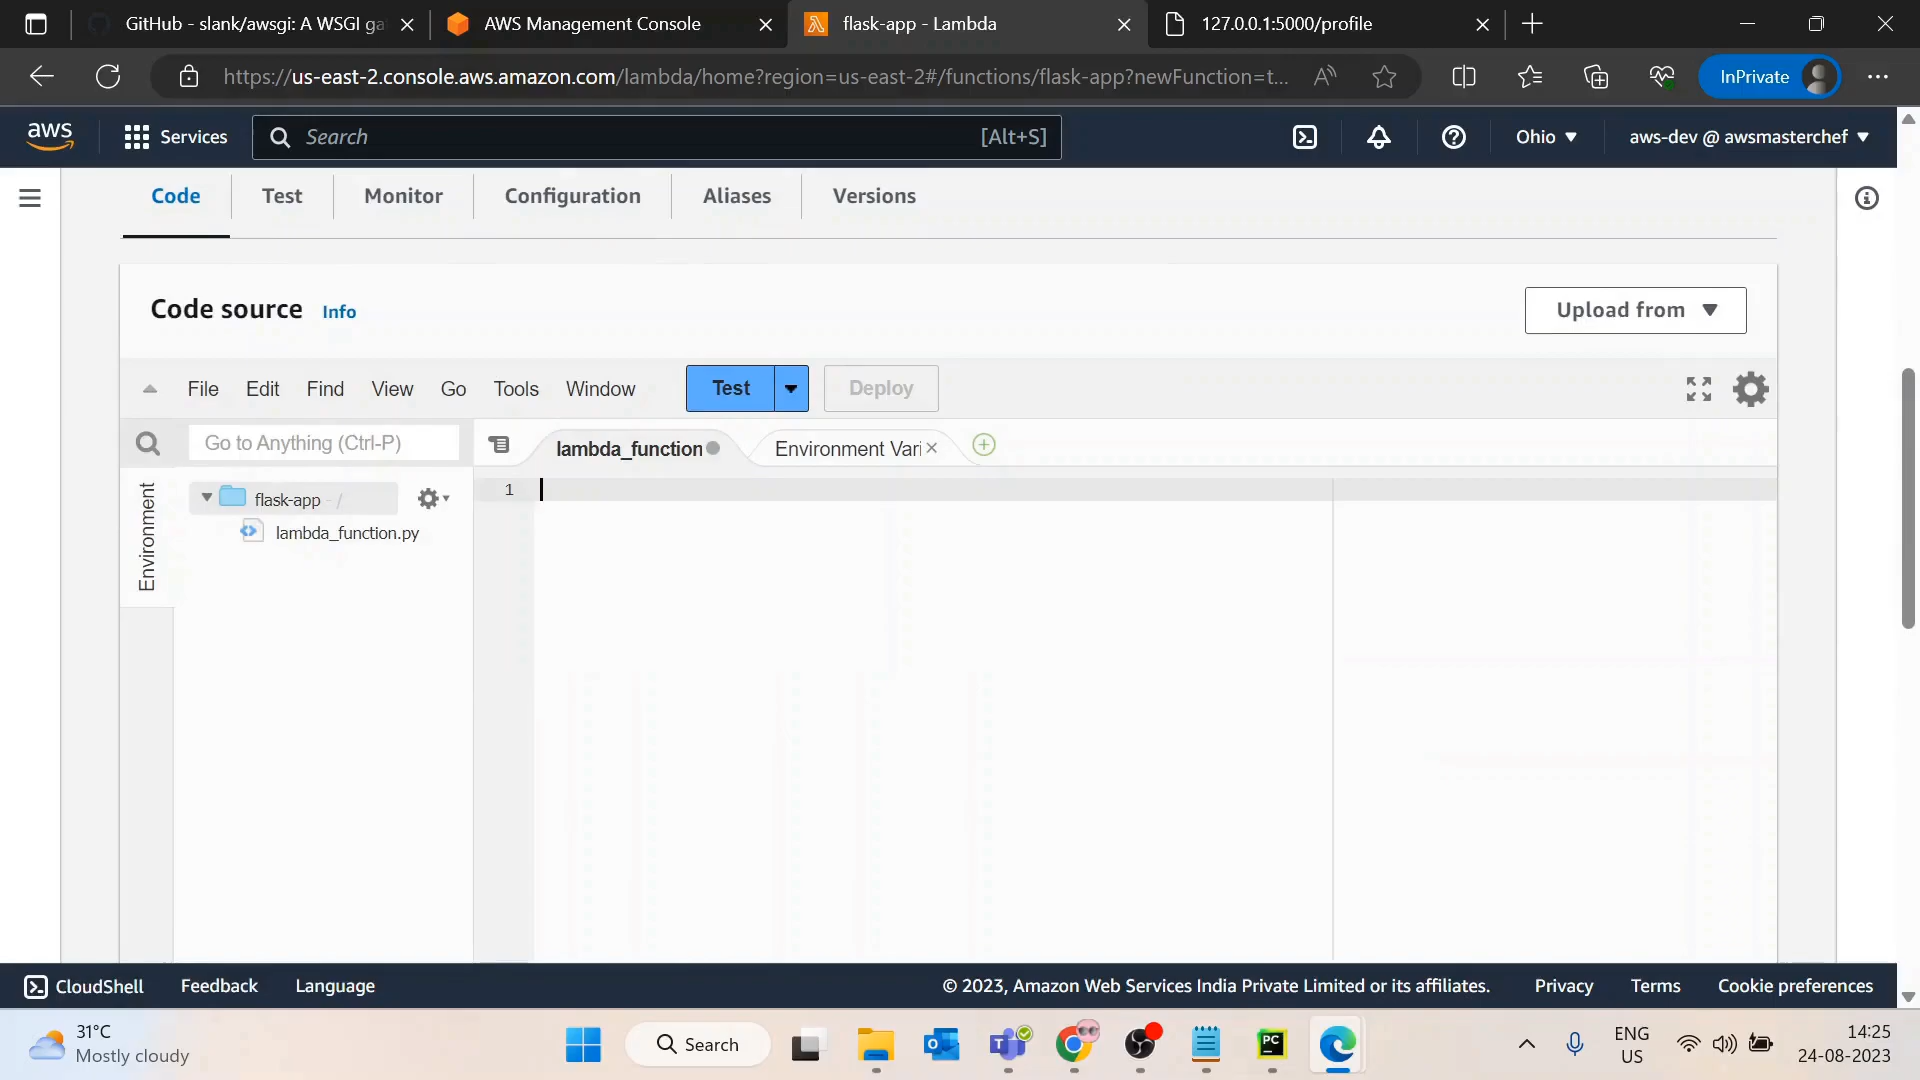 GitHub - slank/awsgi: A WSGI ga
AWS Management Console
flask-app - Lambda
127.0.0.1:5000/profile
https://us-east-2.console.aws.amazon.com/lambda/home?region=us-east-2#/functions/flask-app?newFunction=t...
InPrivate
aws
Services
Search
[Alt+S]
Ohio
aws-dev @ awsmasterchef
Code
Test
Monitor
Configuration
Aliases
Versions
Code source
Info
Upload from
File
Edit
Find
View
Go
Tools
Window
Test
Deploy
Go to Anything (Ctrl-P)
lambda_function
Environment Vari
Environment
flask-app - /
lambda_function.py
1
CloudShell
Feedback
Language
© 2023, Amazon Web Services India Private Limited or its affiliates.
Privacy
Terms
Cookie preferences
31°C
Mostly cloudy
Search
PC
ENG
US
14:25
24-08-2023